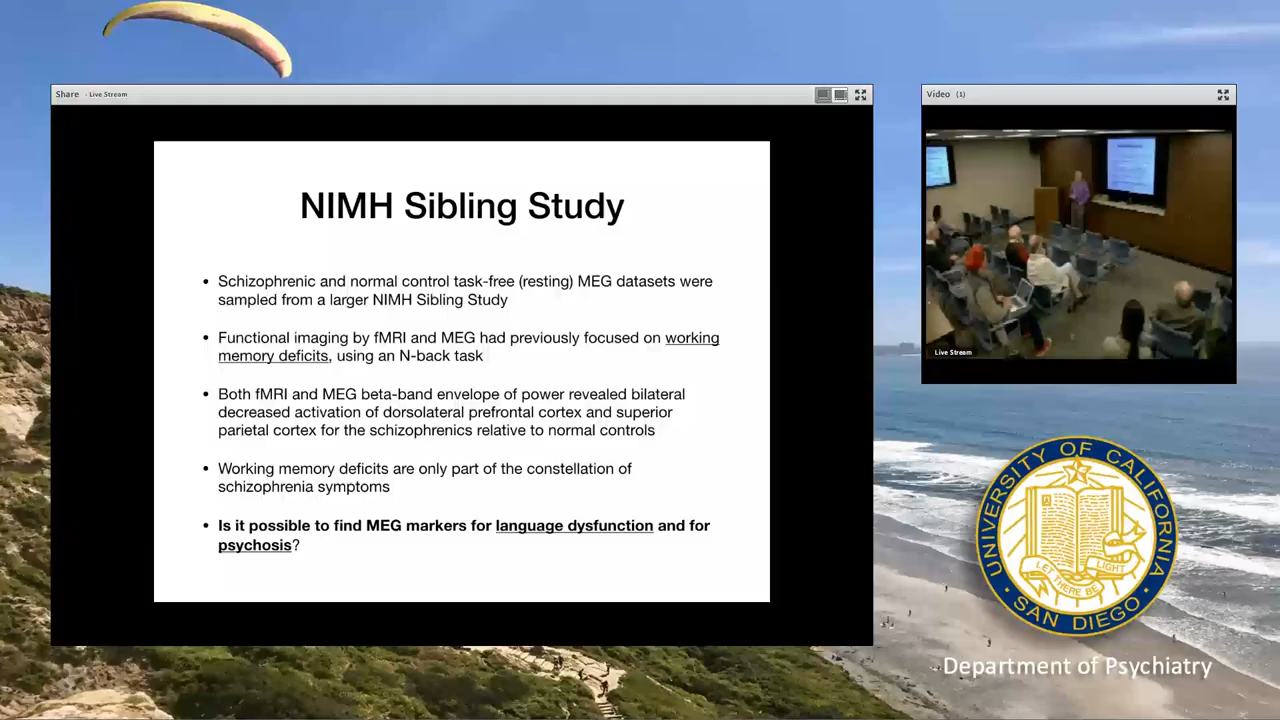 Share - Live Stream
NIMH Sibling Study
• Schizophrenic and normal control task-free (resting) MEG datasets were
sampled from a larger NIMH Sibling Study
• Functional imaging by fMRI and MEG had previously focused on working
memory deficits, using an N-back task
• Both fMRI and MEG beta-band envelope of power revealed bilateral
decreased activation of dorsolateral prefrontal cortex and superior
parietal cortex for the schizophrenics relative to normal controls
• Working memory deficits are only part of the constellation of
schizophrenia symptoms
• Is it possible to find MEG markers for language dysfunction and for
psychosis?
Video (1)
Live Stream
UNIVERSITY OF CALIFORNIA
LET THERE BE LIGHT
• SAN DIEGO •
Department of Psychiatry